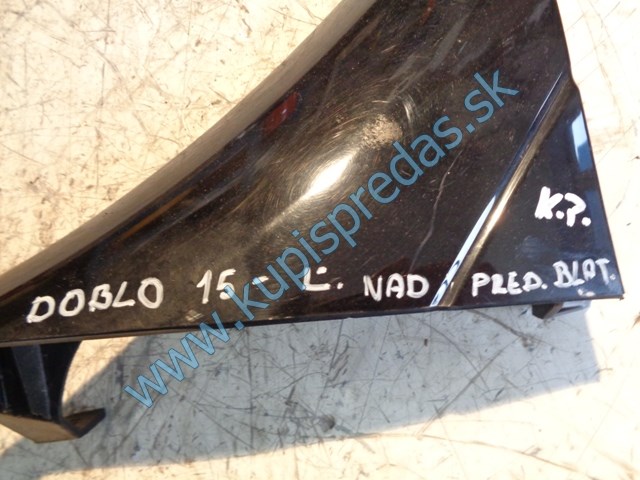 K.P.
DOBLO 15- Ľ. NAD PRED. BLAT.
www.kupispredas.sk